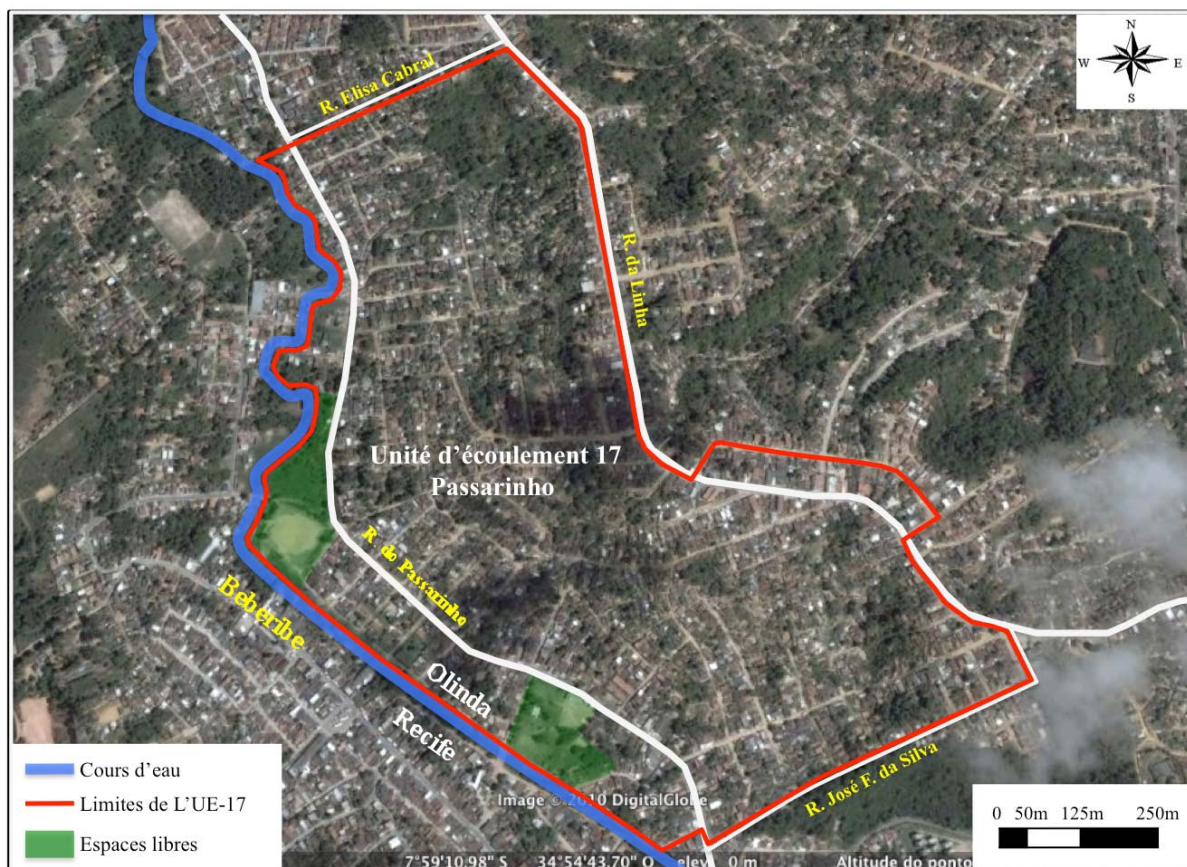 N
W E
S
R. Elisa Cabral
R. da Linha
Unité d'écoulement 17
Passarinho
R. do Passarinho
Beberibe
Olinda
Recife
R. José F. da Silva
Cours d'eau
Limites de L'UE-17
Espaces libres
Image © 2010 DigitalGlobe
0 50m 125m 250m
7°59'10.98" S 34°54'43.70" O elev 0 m Altitude do ponto